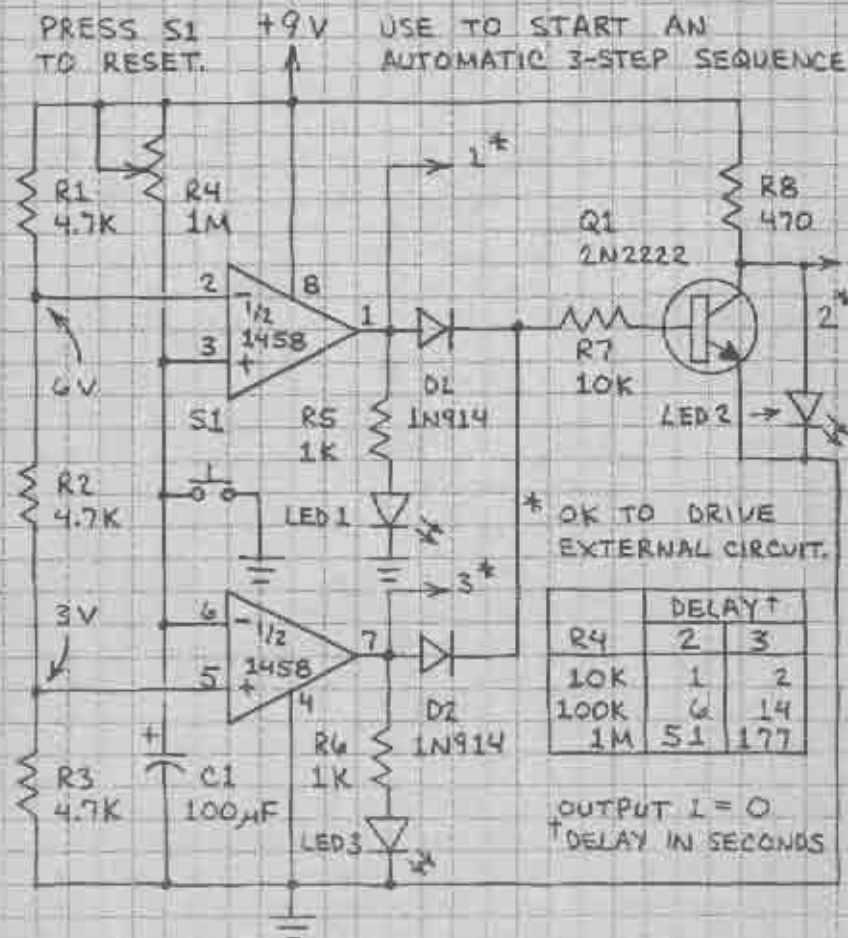 PRESS S1
TO RESET.
+9V
USE TO START AN
AUTOMATIC 3-STEP SEQUENCE
1*
R1
4.7K
R4
1M
R8
470
Q1
2N2222
2
8
-
1/2
1458
1
3
+
2*
R7
10K
6V
D1
1N914
S1
R5
1K
LED 2
R2
4.7K
LED 1
* OK TO DRIVE
EXTERNAL CIRCUIT.
3*
3V
6
-
1/2
1458
7
5
+
4
DELAY†
R4 2 3
10K 1 2
100K 6 14
1M 51 177
D2
1N914
R6
1K
+
R3
4.7K
C1
100µF
LED3
OUTPUT 1 = 0
† DELAY IN SECONDS